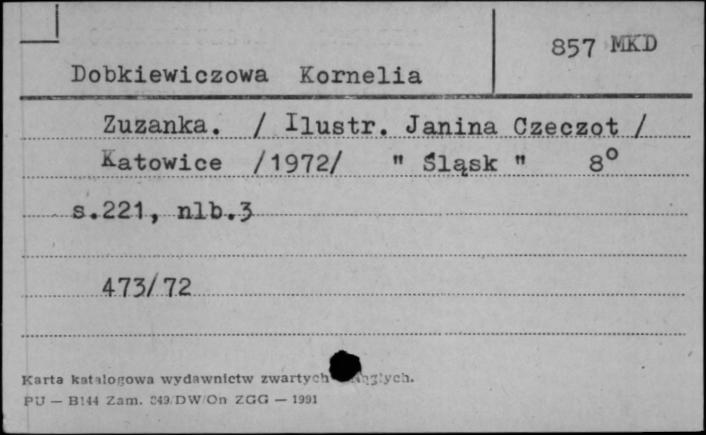 857 MKD
Dobkiewiczowa Kornelia
Zuzanka. / Ilustr. Janina Czeczot /
Katowice /1972/ " Śląsk " 8°
s.221, nlb.3
473/72
Karta katalogowa wydawnictw zwartych
PU — B144 Zam. 349/DW/On ZGG — 1991